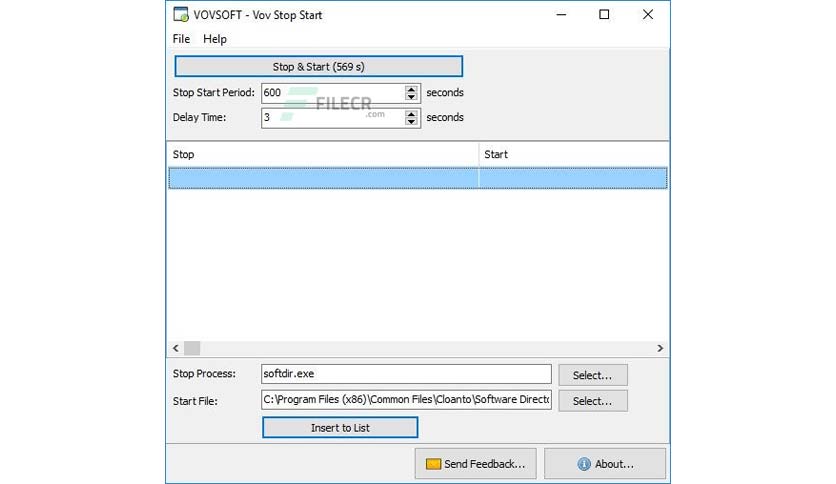 VOVSOFT - Vov Stop Start
File Help
Stop & Start (569 s)
Stop Start Period: 600 seconds
FILECR
.com
Delay Time: 3 seconds
Stop Start
Stop Process: softdir.exe Select...
Start File: C:\Program Files (x86)\Common Files\Cloanto\Software Directo Select...
Insert to List
Send Feedback... About...